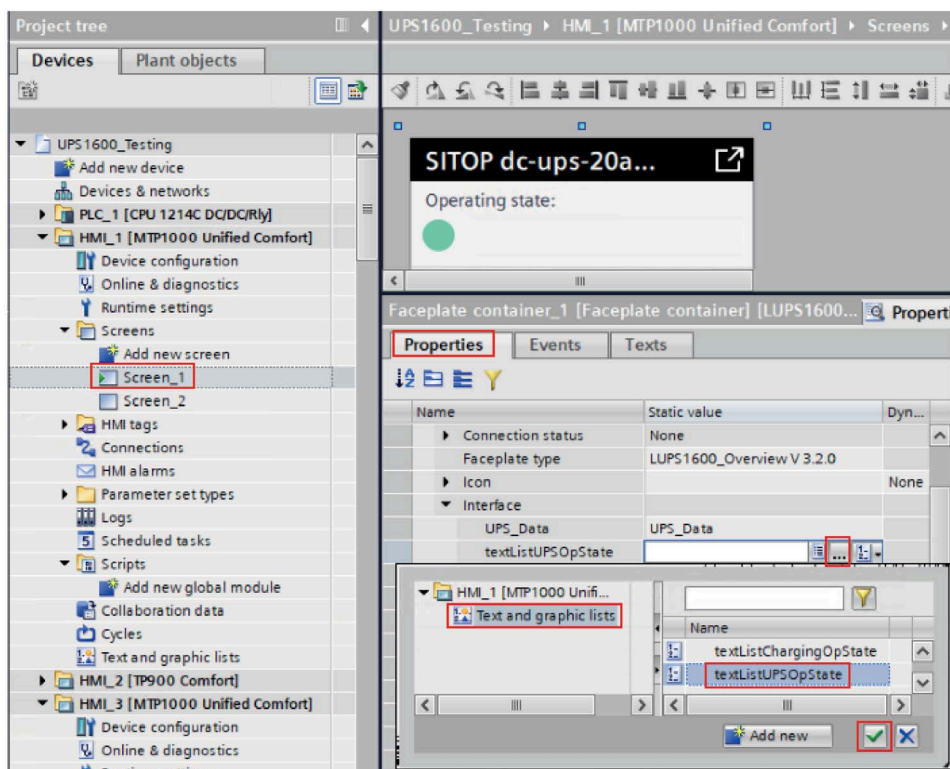 Project tree
Devices
Plant objects
UPS1600_Testing
Add new device
Devices & networks
PLC_1 [CPU 1214C DC/DC/Rly]
HMI_1 [MTP1000 Unified Comfort]
Device configuration
Online & diagnostics
Runtime settings
Screens
Add new screen
Screen_1
Screen_2
HMI tags
Connections
HMI alarms
Parameter set types
Logs
Scheduled tasks
Scripts
Add new global module
Collaboration data
Cycles
Text and graphic lists
HMI_2 [TP900 Comfort]
HMI_3 [MTP1000 Unified Comfort]
Device configuration
Online & diagnostics
UPS1600_Testing HMI_1 [MTP1000 Unified Comfort] Screens
SITOP dc-ups-20a...
Operating state:
Faceplate container_1 [Faceplate container] [LUPS1600... Properti
Properties Events Texts
Name Static value Dyn...
Connection status None
Faceplate type LUPS1600_Overview V 3.2.0
Icon None
Interface
UPS_Data UPS_Data
textListUPSOpState ...
HMI_1 [MTP1000 Unifi...
Text and graphic lists
Name
textListChargingOpState
textListUPSOpState
Add new